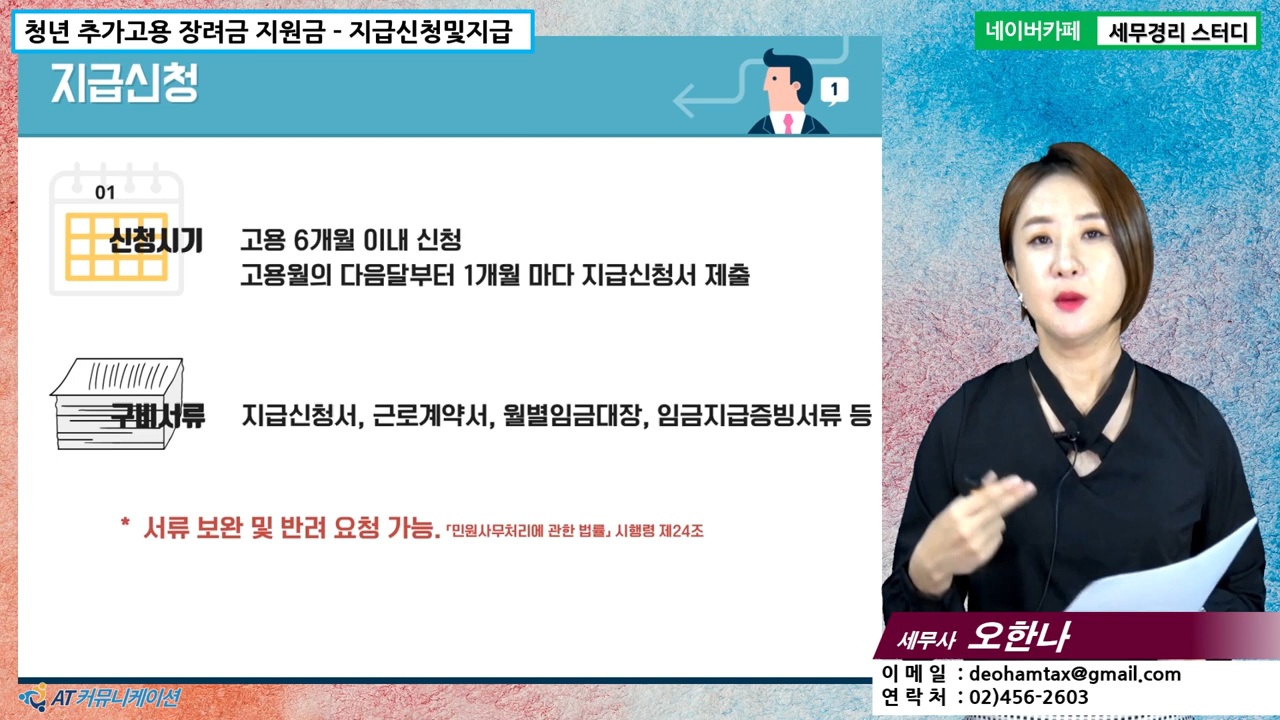 청년 추가고용 장려금 지원금 - 지급신청및지급
네이버카페 세무경리 스터디
지급신청
1
01
신청시기
고용 6개월 이내 신청
고용월의 다음달부터 1개월 마다 지급신청서 제출
구비서류
지급신청서, 근로계약서, 월별임금대장, 임금지급증빙서류 등
* 서류 보완 및 반려 요청 가능. 「민원사무처리에 관한 법률」 시행령 제24조
세무사 오한나
이 메 일 : deohamtax@gmail.com
연 락 처 : 02)456-2603
AT커뮤니케이션